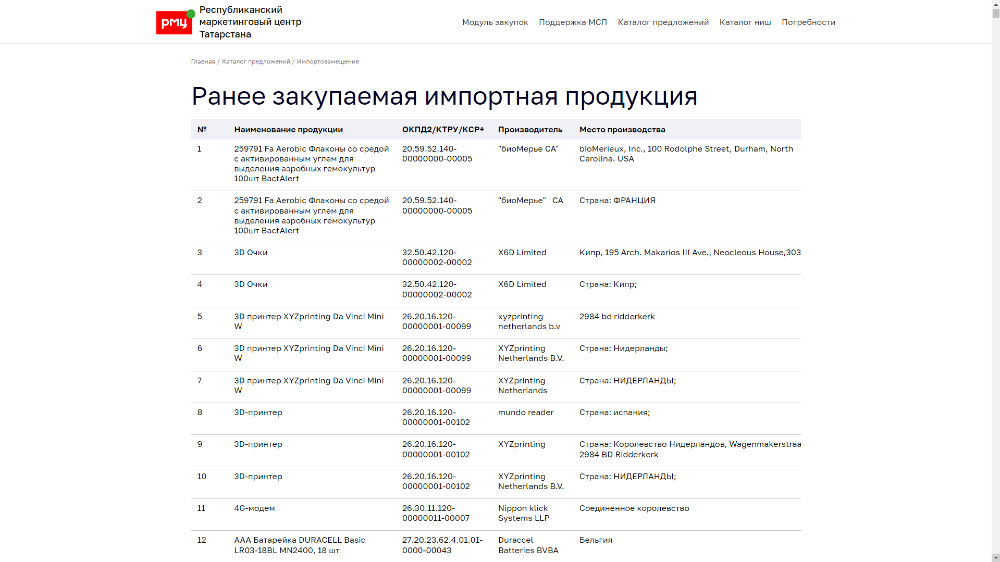 рмц
Республиканский
маркетинговый центр
Татарстана
Модуль закупок Поддержка МСП Каталог предложений Каталог ниш Потребности
Главная / Каталог предложений / Импортозамещение
Ранее закупаемая импортная продукция
№ Наименование продукции ОКПД2/КТРУ/КСР+ Производитель Место производства
1 259791 Fa Aerobic Флаконы со средой 20.59.52.140- "биоМерье СА" bioMerieux, Inc., 100 Rodolphe Street, Durham, North
с активированным углем для 00000000-00005 Carolina. USA
выделения аэробных гемокультур
100шт BactAlert
2 259791 Fa Aerobic Флаконы со средой 20.59.52.140- "биоМерье" СА Страна: ФРАНЦИЯ
с активированным углем для 00000000-00005
выделения аэробных гемокультур
100шт BactAlert
3 3D Очки 32.50.42.120- X6D Limited Кипр, 195 Arch. Makarios III Ave., Neocleous House,303
00000002-00002
4 3D Очки 32.50.42.120- X6D Limited Страна: Кипр;
00000002-00002
5 3D принтер XYZprinting Da Vinci Mini 26.20.16.120- xyzprinting 2984 bd ridderkerk
W 00000001-00099 netherlands b.v
6 3D принтер XYZprinting Da Vinci Mini 26.20.16.120- XYZprinting Страна: Нидерланды;
W 00000001-00099 Netherlands B.V.
7 3D принтер XYZprinting Da Vinci Mini 26.20.16.120- XYZprinting Страна: НИДЕРЛАНДЫ;
W 00000001-00099 Netheriands
8 3D-принтер 26.20.16.120- mundo reader Страна: испания;
00000001-00102
9 3D-принтер 26.20.16.120- XYZprinting Страна: Королевство Нидерландов, Wagenmakerstraa
00000001-00102 2984 BD Ridderkerk
10 3D-принтер 26.20.16.120- XYZprinting Страна: НИДЕРЛАНДЫ;
00000001-00102 Netherlands B.V.
11 4G-модем 26.30.11.120- Nippon klick Соединенное королевство
00000011-00007 Systems LLP
12 AAA Батарейка DURACELL Basic 27.20.23.62.4.01.01- Duraccel Бельгия
LR03-18BL MN2400, 18 шт 0000-00043 Batteries BVBA